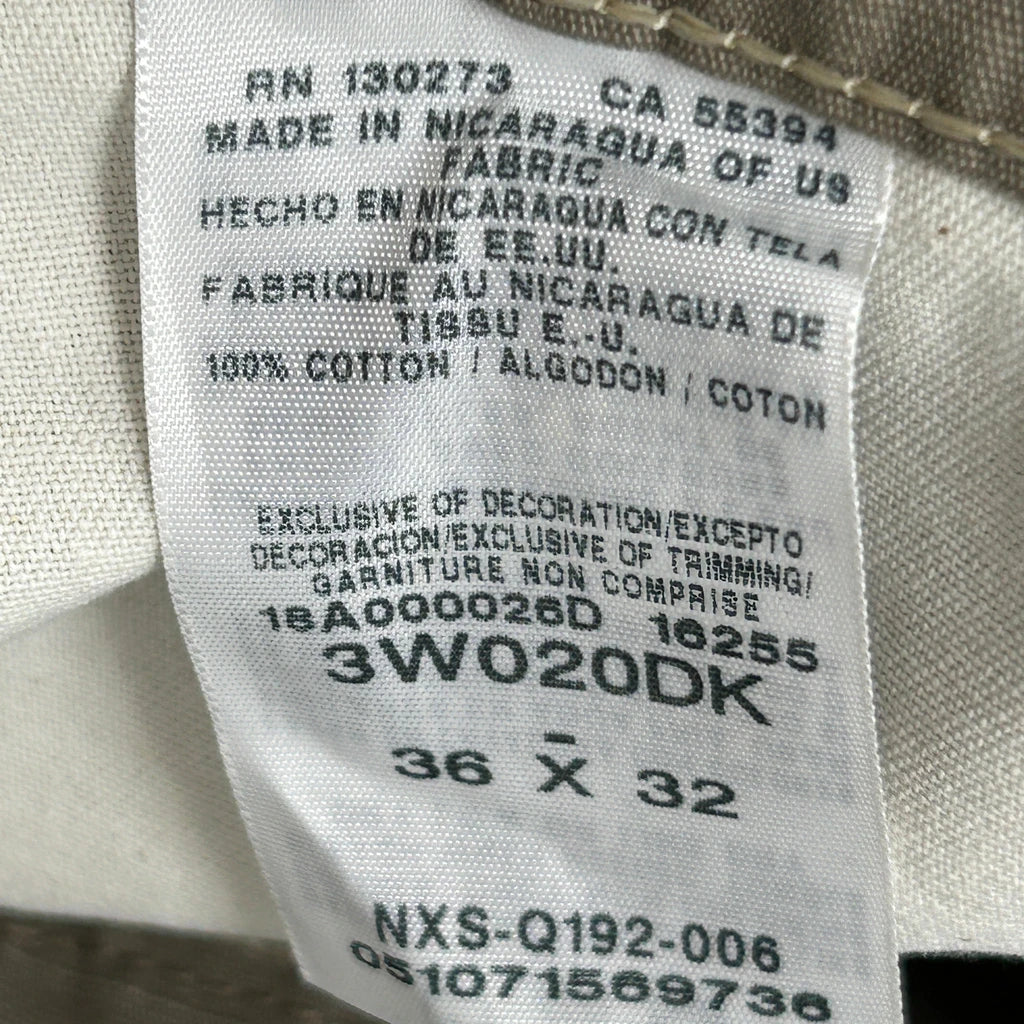 RN 130273 CA 55394
MADE IN NICARAGUA OF US
FABRIC
HECHO EN NICARAGUA CON TELA
DE EE.UU.
FABRIQUE AU NICARAGUA DE
TISSU E.-U.
100% COTTON / ALGODON / COTON
EXCLUSIVE OF DECORATION/EXCEPTO
DECORACION/EXCLUSIVE OF TRIMMING/
GARNITURE NON COMPRISE
18A000026D 16255
3W020DK
36 X 32
NXS-Q192-006
051071569736